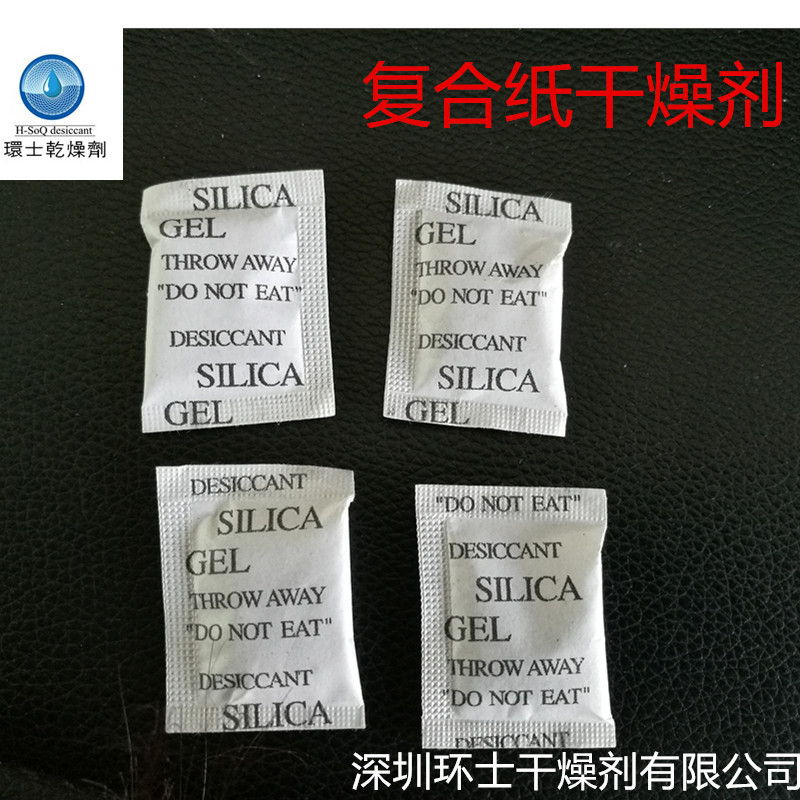 H-SoQ desiccant
環士乾燥劑
复合纸干燥剂
SILICA
GEL
THROW AWAY
"DO NOT EAT"
DESICCANT
SILICA
GEL
SILICA
GEL
THROW AWAY
"DO NOT EAT"
DESICCANT
SILICA
GEL
DESICCANT
SILICA
GEL
THROW AWAY
"DO NOT EAT"
DESICCANT
SILICA
"DO NOT EAT"
DESICCANT
SILICA
GEL
THROW AWAY
"DO NOT EAT"
DESICCANT
深圳环士干燥剂有限公司